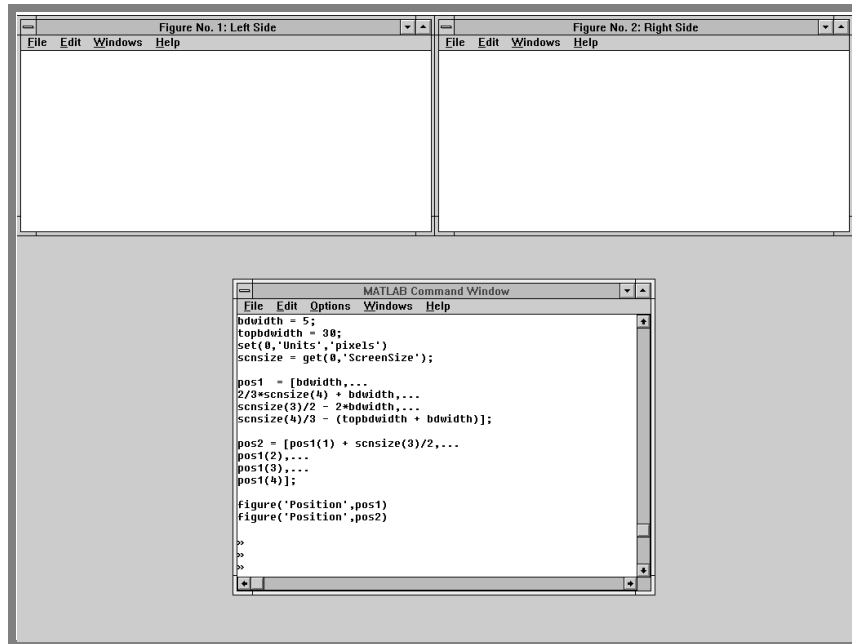 Figure No. 1: Left Side
File Edit Windows Help
Figure No. 2: Right Side
File Edit Windows Help
MATLAB Command Window
File Edit Options Windows Help
bdwidth = 5;
topbdwidth = 30;
set(0,'Units','pixels')
scnsize = get(0,'ScreenSize');
pos1  = [bdwidth,...
2/3*scnsize(4) + bdwidth,...
scnsize(3)/2 - 2*bdwidth,...
scnsize(4)/3 - (topbdwidth + bdwidth)];
pos2 = [pos1(1) + scnsize(3)/2,...
pos1(2),...
pos1(3),...
pos1(4)];
figure('Position',pos1)
figure('Position',pos2)
»
»
»